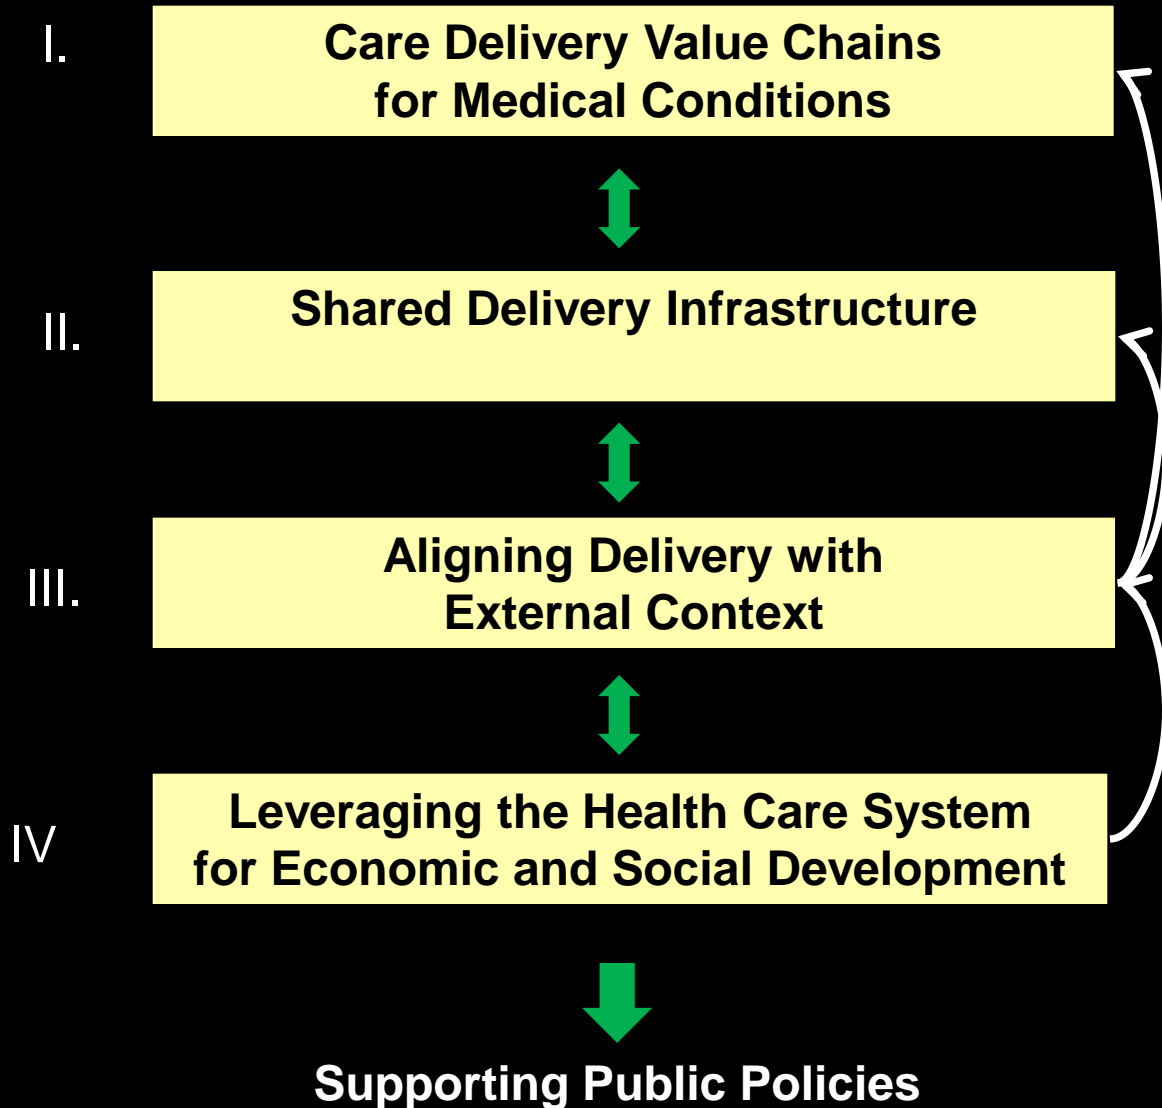 I.
Care Delivery Value Chains
for Medical Conditions
II.
Shared Delivery Infrastructure
III.
Aligning Delivery with
External Context
IV
Leveraging the Health Care System
for Economic and Social Development
Supporting Public Policies